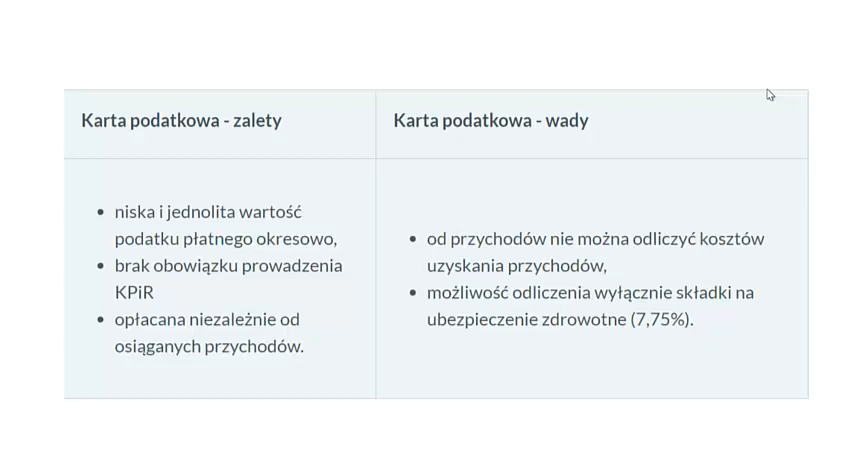 Karta podatkowa - zalety
Karta podatkowa - wady
• niska i jednolita wartość
podatku płatnego okresowo,
• brak obowiązku prowadzenia
KPiR
• opłacana niezależnie od
osiąganych przychodów.
• od przychodów nie można odliczyć kosztów
uzyskania przychodów,
• możliwość odliczenia wyłącznie składki na
ubezpieczenie zdrowotne (7,75%).